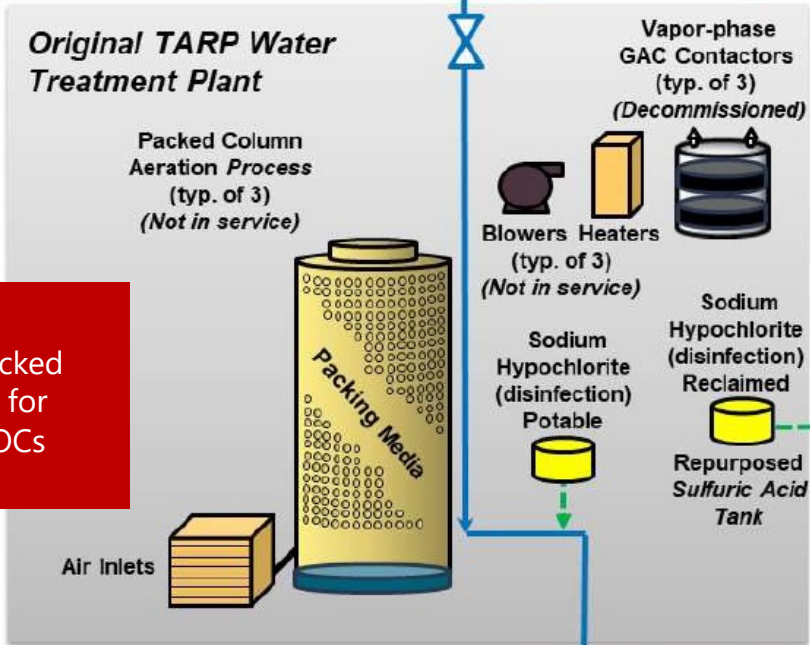 Original TARP Water
Treatment Plant
Packed Column
Aeration Process
(typ. of 3)
(Not in service)
Vapor-phase
GAC Contactors
(typ. of 3)
(Decommissioned)
Blowers Heaters
(typ. of 3)
(Not in service)
Packing Media
Sodium
Hypochlorite
(disinfection)
Potable
Sodium
Hypochlorite
(disinfection)
Reclaimed
Repurposed
Sulfuric Acid
Tank
for
Air Inlets